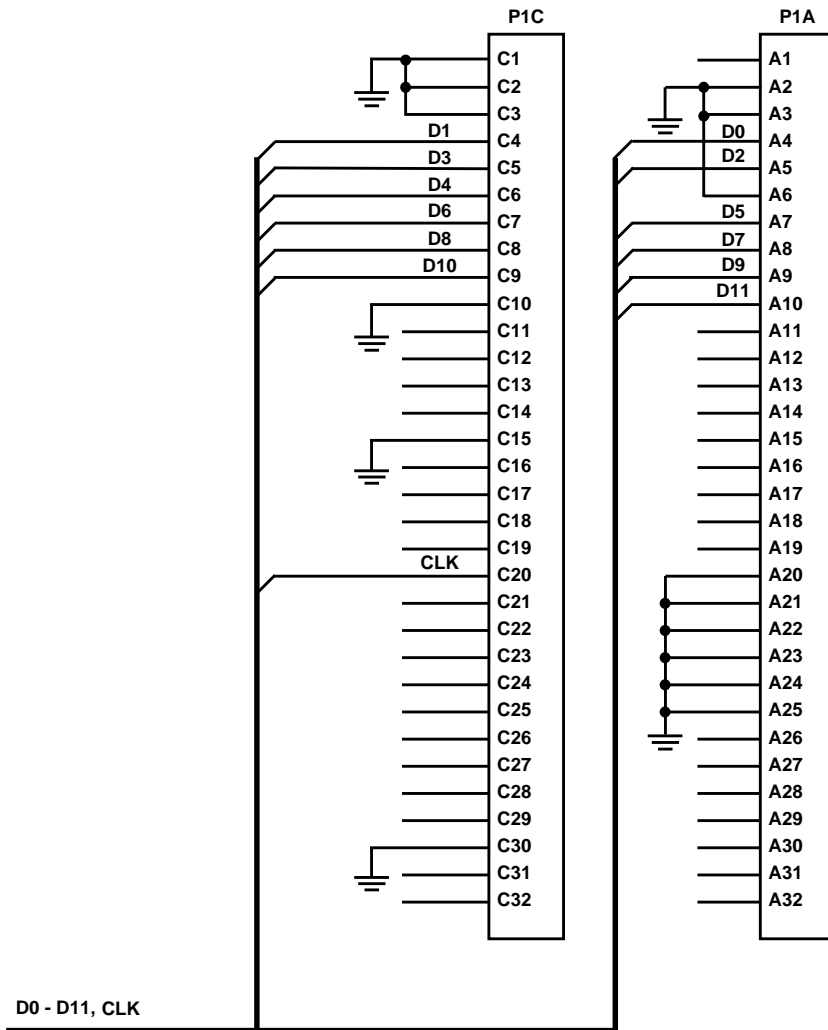 P1C
P1A
C1
A1
C2
A2
C3
A3
D1
C4
D0
A4
D3
C5
D2
A5
D4
C6
A6
D6
C7
D5
A7
D8
C8
D7
A8
D10
C9
D9
A9
C10
D11
A10
C11
A11
C12
A12
C13
A13
C14
A14
C15
A15
C16
A16
C17
A17
C18
A18
C19
A19
CLK
C20
A20
C21
A21
C22
A22
C23
A23
C24
A24
C25
A25
C26
A26
C27
A27
C28
A28
C29
A29
C30
A30
C31
A31
C32
A32
D0 - D11, CLK